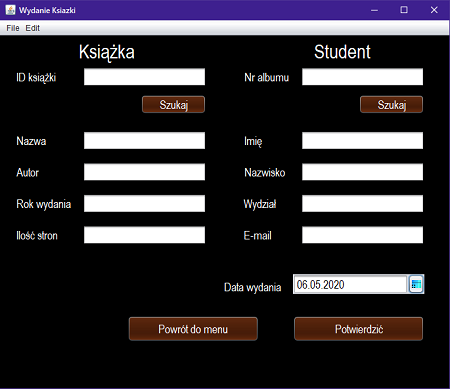 Wydanie Ksiazki
File Edit
Książka
Student
ID książki
Nr albumu
Szukaj
Szukaj
Nazwa
Imię
Autor
Nazwisko
Rok wydania
Wydział
Ilość stron
E-mail
Data wydania
06.05.2020
Powrót do menu
Potwierdzić